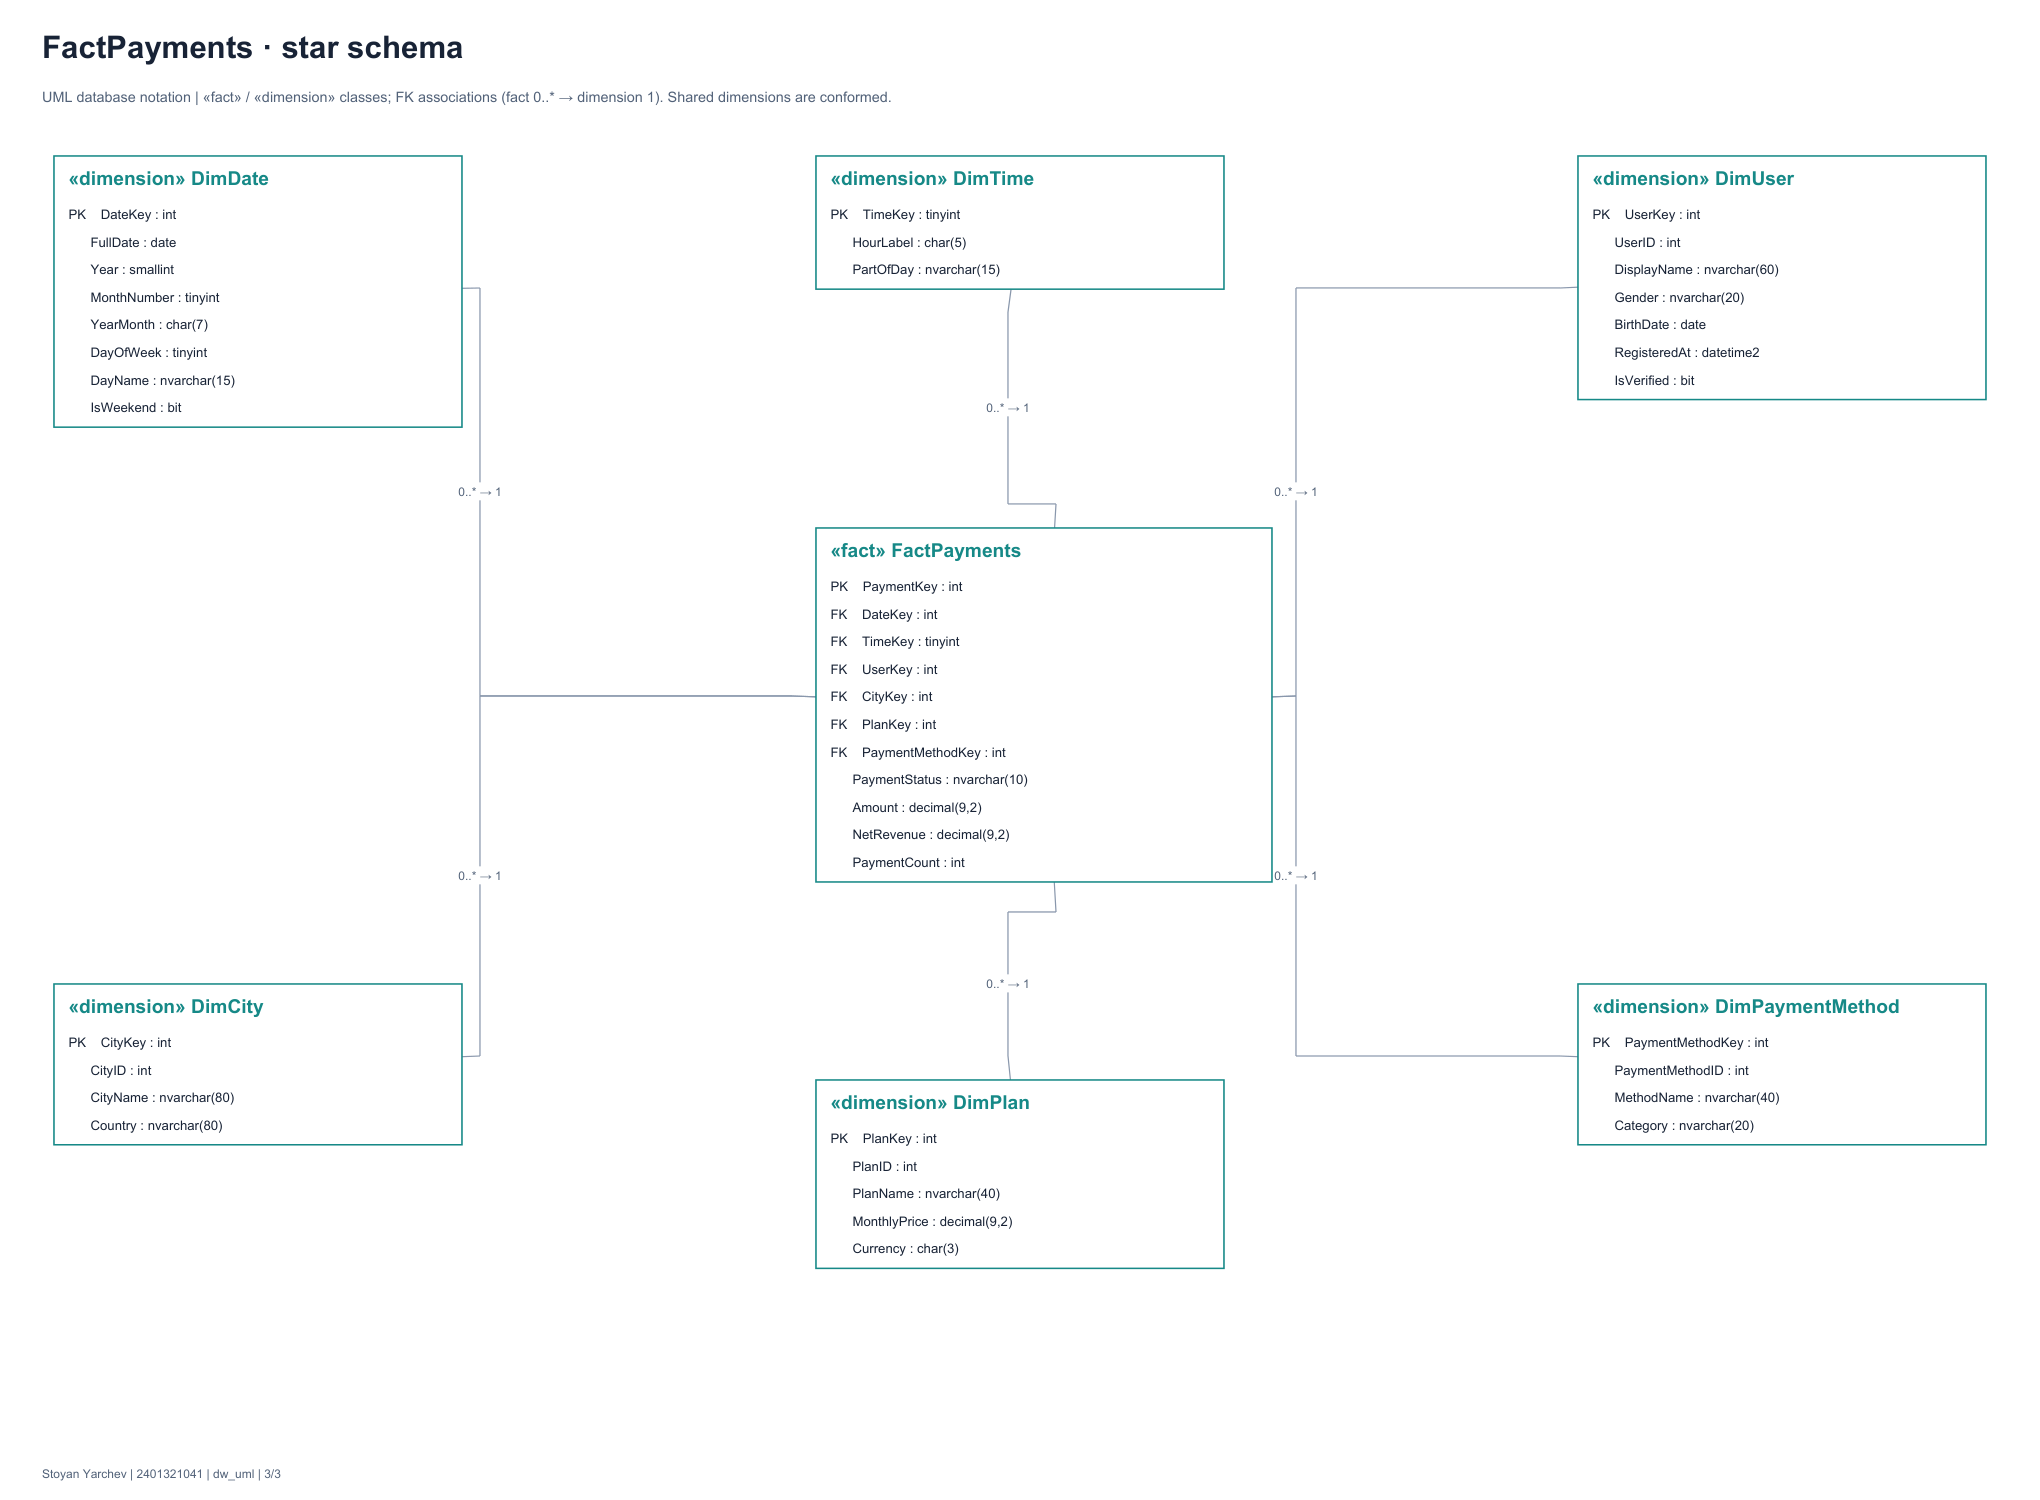 FactPayments · star schema
UML database notation | «fact» / «dimension» classes; FK associations (fact 0..* → dimension 1). Shared dimensions are conformed.
«dimension» DimDate
PK DateKey : int
FullDate : date
Year : smallint
MonthNumber : tinyint
YearMonth : char(7)
DayOfWeek : tinyint
DayName : nvarchar(15)
IsWeekend : bit
«dimension» DimTime
PK TimeKey : tinyint
HourLabel : char(5)
PartOfDay : nvarchar(15)
«dimension» DimUser
PK UserKey : int
UserID : int
DisplayName : nvarchar(60)
Gender : nvarchar(20)
BirthDate : date
RegisteredAt : datetime2
IsVerified : bit
0..* → 1
0..* → 1
0..* → 1
«fact» FactPayments
PK PaymentKey : int
FK DateKey : int
FK TimeKey : tinyint
FK UserKey : int
FK CityKey : int
FK PlanKey : int
FK PaymentMethodKey : int
PaymentStatus : nvarchar(10)
Amount : decimal(9,2)
NetRevenue : decimal(9,2)
PaymentCount : int
0..* → 1
0..* → 1
0..* → 1
«dimension» DimCity
PK CityKey : int
CityID : int
CityName : nvarchar(80)
Country : nvarchar(80)
«dimension» DimPlan
PK PlanKey : int
PlanID : int
PlanName : nvarchar(40)
MonthlyPrice : decimal(9,2)
Currency : char(3)
«dimension» DimPaymentMethod
PK PaymentMethodKey : int
PaymentMethodID : int
MethodName : nvarchar(40)
Category : nvarchar(20)
Stoyan Yarchev | 2401321041 | dw_uml | 3/3